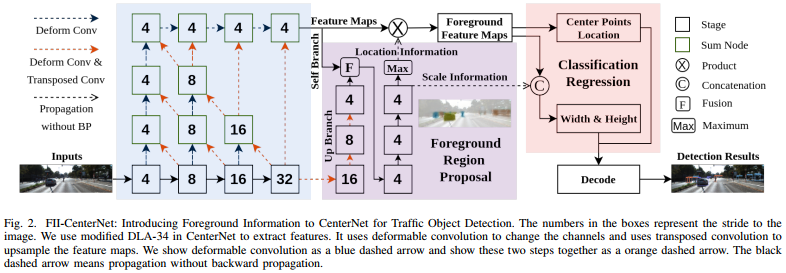 Deform Conv
Deform Conv &
Transposed Conv
Propagation
without BP
Inputs
4 4 4 4
4 8
4 8 16
4 8 16 32
Self Branch
Feature Maps
Location Information
F
Max
Scale Information
Up Branch
4
8
16
4
4
4
Foreground
Region
Proposal
Foreground
Feature Maps
C
Center Points
Location
Classification
Regression
Width & Height
Decode
Detection Results
Stage
Sum Node
Product
C Concatenation
F Fusion
Max Maximum
Fig. 2. FII-CenterNet: Introducing Foreground Information to CenterNet for Traffic Object Detection. The numbers in the boxes represent the stride to the
image. We use modified DLA-34 in CenterNet to extract features. It uses deformable convolution to change the channels and uses transposed convolution to
upsample the feature maps. We show deformable convolution as a blue dashed arrow and show these two steps together as a orange dashed arrow. The black
dashed arrow means propagation without backward propagation.